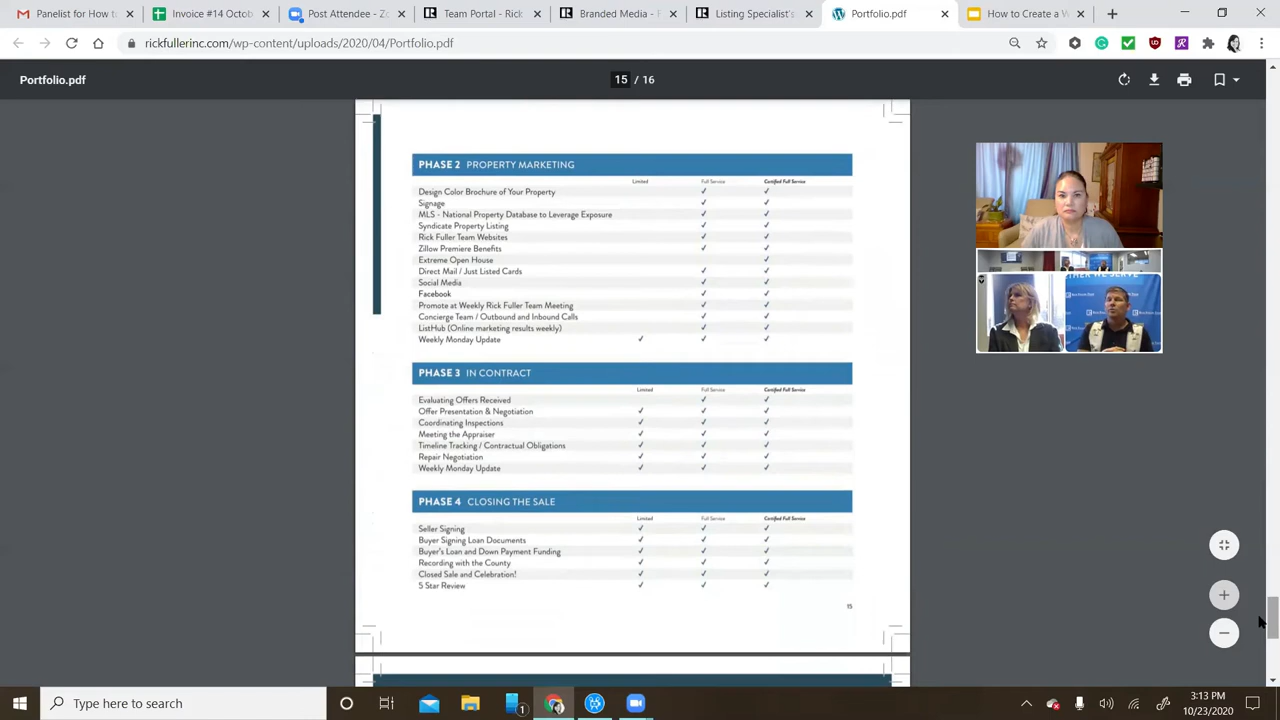 Panelist for How to
Invoice #14 Octob
Post Attendee - Zo
Team Portal - Rick
Branded Media - F
Listing Specialist's
Portfolio.pdf
How to Create a W
rickfullerinc.com/wp-content/uploads/2020/04/Portfolio.pdf
Portfolio.pdf
15 / 16
PHASE 2 PROPERTY MARKETING
Limited Full Service Certified Full Service
Design Color Brochure of Your Property ✓ ✓
Signage ✓ ✓
MLS - National Property Database to Leverage Exposure ✓ ✓
Syndicate Property Listing ✓ ✓
Rick Fuller Team Websites ✓ ✓
Zillow Premiere Benefits ✓ ✓
Extreme Open House ✓
Direct Mail / Just Listed Cards ✓ ✓
Social Media ✓ ✓
Facebook ✓ ✓
Promote at Weekly Rick Fuller Team Meeting ✓ ✓
Concierge Team / Outbound and Inbound Calls ✓ ✓
ListHub (Online marketing results weekly) ✓ ✓
Weekly Monday Update ✓ ✓ ✓
PHASE 3 IN CONTRACT
Limited Full Service Certified Full Service
Evaluating Offers Received ✓ ✓
Offer Presentation & Negotiation ✓ ✓ ✓
Coordinating Inspections ✓ ✓ ✓
Meeting the Appraiser ✓ ✓ ✓
Timeline Tracking / Contractual Obligations ✓ ✓ ✓
Repair Negotiation ✓ ✓ ✓
Weekly Monday Update ✓ ✓ ✓
PHASE 4 CLOSING THE SALE
Limited Full Service Certified Full Service
Seller Signing ✓ ✓ ✓
Buyer Signing Loan Documents ✓ ✓ ✓
Buyer's Loan and Down Payment Funding ✓ ✓ ✓
Recording with the County ✓ ✓ ✓
Closed Sale and Celebration! ✓ ✓ ✓
5 Star Review ✓ ✓ ✓
15
Type here to search
1
3:13 PM
10/23/2020